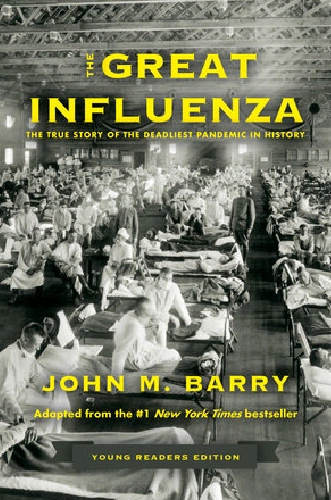 THE
GREAT
INFLUENZA
THE TRUE STORY OF THE DEADLIEST PANDEMIC IN HISTORY
JOHN M. BARRY
Adapted from the #1 New York Times bestseller
YOUNG READERS EDITION